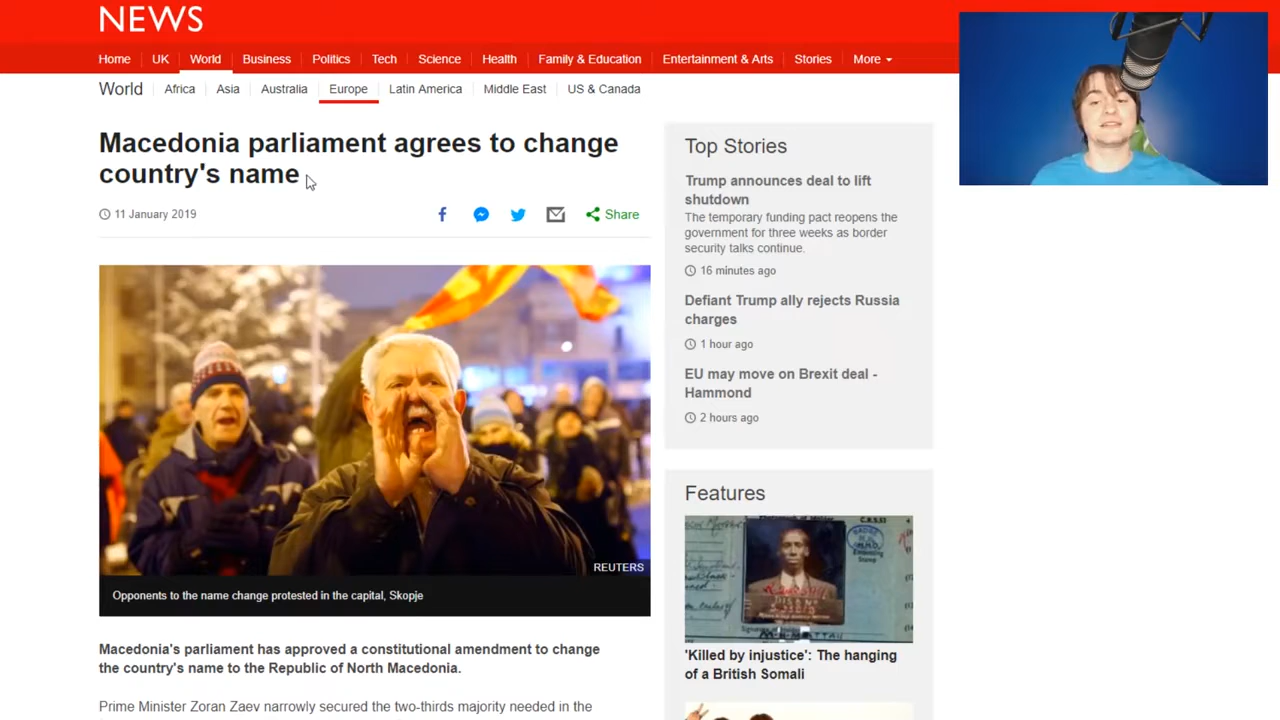 NEWS
Home UK World Business Politics Tech Science Health Family & Education Entertainment & Arts Stories More
World Africa Asia Australia Europe Latin America Middle East US & Canada
Macedonia parliament agrees to change
country's name
11 January 2019
Share
REUTERS
Opponents to the name change protested in the capital, Skopje
Macedonia's parliament has approved a constitutional amendment to change
the country's name to the Republic of North Macedonia.
Prime Minister Zoran Zaev narrowly secured the two-thirds majority needed in the
Top Stories
Trump announces deal to lift
shutdown
The temporary funding pact reopens the
government for three weeks as border
security talks continue.
16 minutes ago
Defiant Trump ally rejects Russia
charges
1 hour ago
EU may move on Brexit deal -
Hammond
2 hours ago
Features
'Killed by injustice': The hanging
of a British Somali